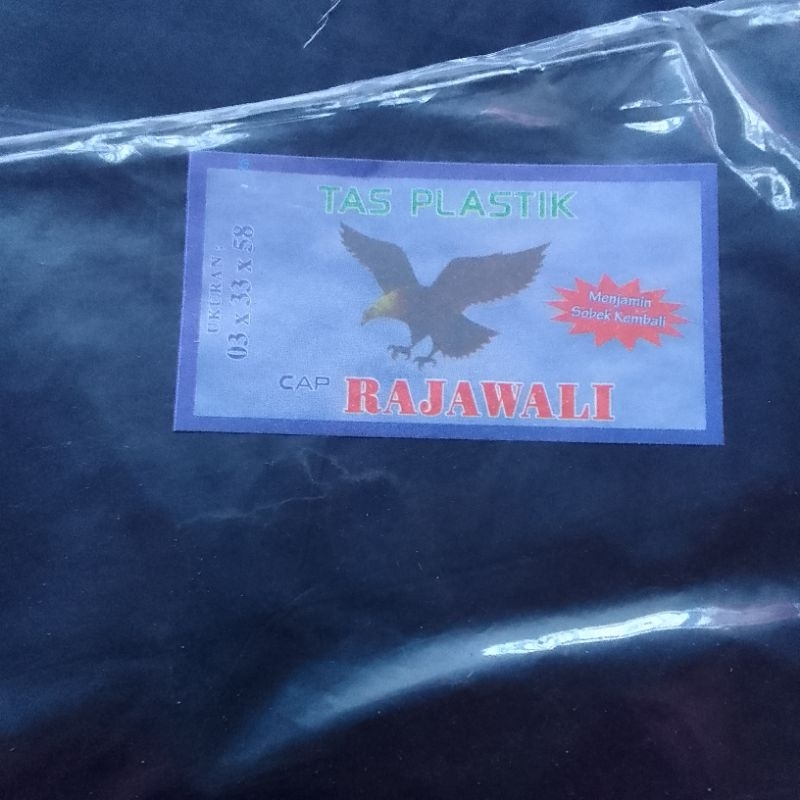 TAS PLASTIK
UKURAN :
03 x 33 x 58
Menjamin
Sobek Kembali
CAP RAJAWALI